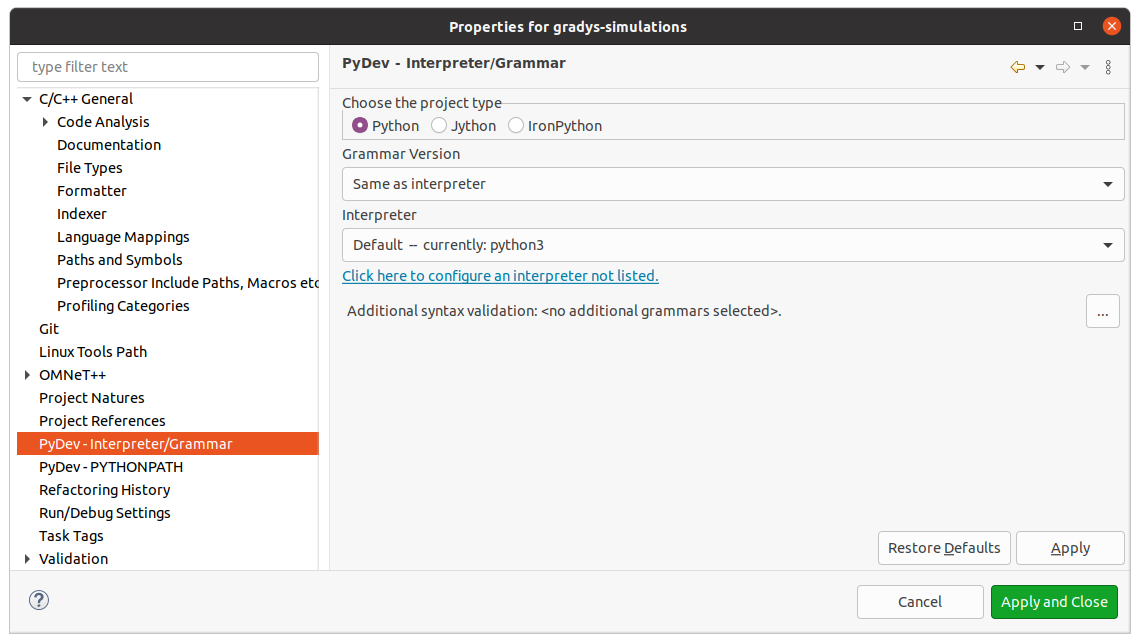 Properties for gradys-simulations
type filter text
C/C++ General
Code Analysis
Documentation
File Types
Formatter
Indexer
Language Mappings
Paths and Symbols
Preprocessor Include Paths, Macros etc
Profiling Categories
Git
Linux Tools Path
OMNeT++
Project Natures
Project References
PyDev - Interpreter/Grammar
PyDev - PYTHONPATH
Refactoring History
Run/Debug Settings
Task Tags
Validation
PyDev - Interpreter/Grammar
Choose the project type
Python Jython IronPython
Grammar Version
Same as interpreter
Interpreter
Default -- currently: python3
Click here to configure an interpreter not listed.
Additional syntax validation: <no additional grammars selected>. ...
Restore Defaults Apply
? Cancel Apply and Close